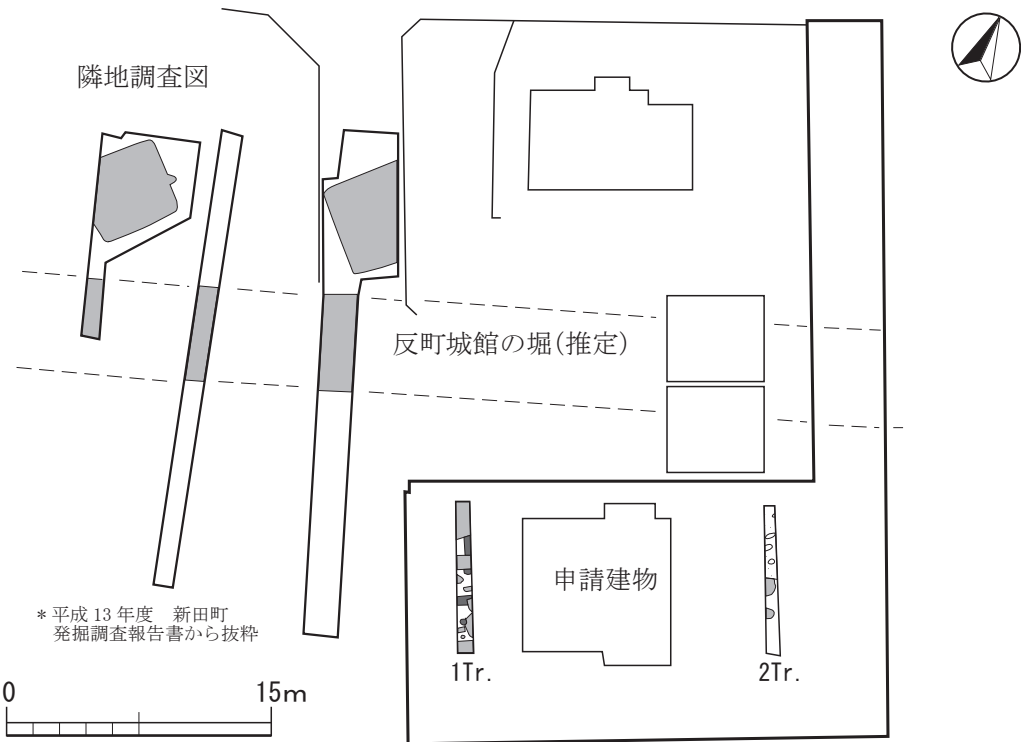 隣地調査図
反町城館の堀(推定)
申請建物
1Tr.
2Tr.
*平成13年度 新田町
発掘調査報告書から抜粋
0 15m